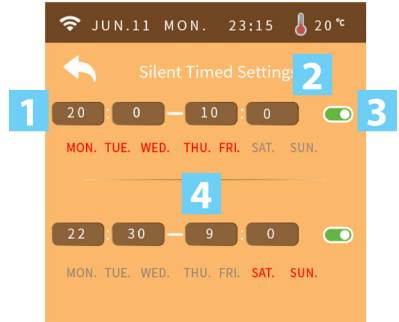 JUN.11 MON. 23:15 20℃
Silent Timed Settings
2
1 20 : 0 — 10 : 0 3
MON. TUE. WED. THU. FRI. SAT. SUN.
4
22 : 30 — 9 : 0
MON. TUE. WED. THU. FRI. SAT. SUN.